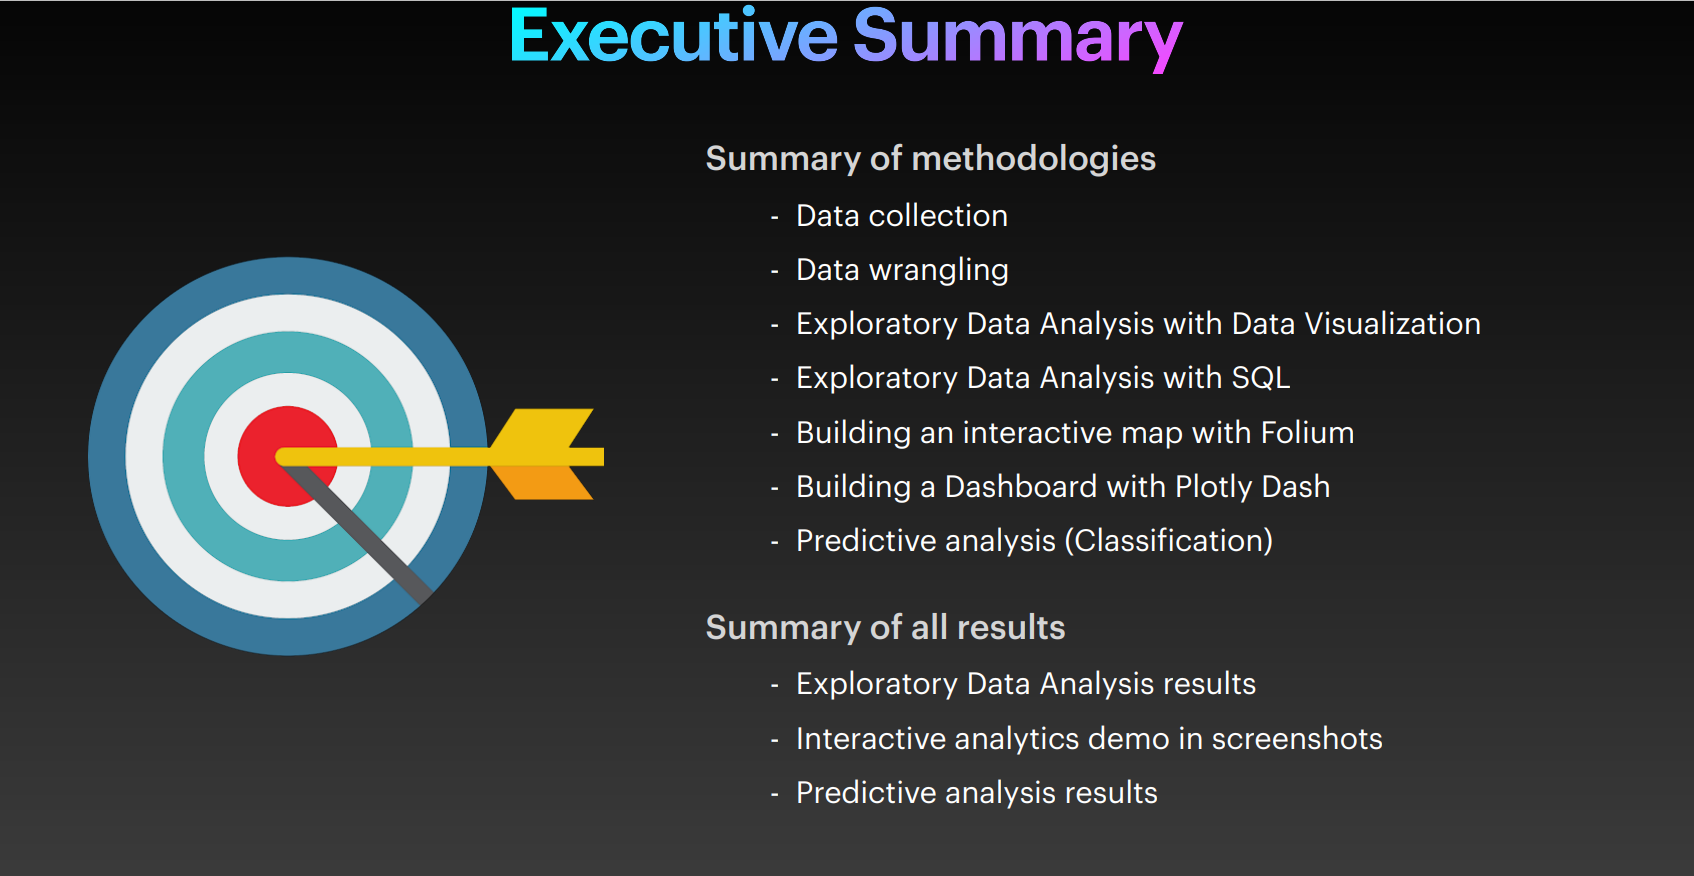 Executive Summary
Summary of methodologies
- Data collection
- Data wrangling
- Exploratory Data Analysis with Data Visualization
- Exploratory Data Analysis with SQL
- Building an interactive map with Folium
- Building a Dashboard with Plotly Dash
- Predictive analysis (Classification)
Summary of all results
- Exploratory Data Analysis results
- Interactive analytics demo in screenshots
- Predictive analysis results